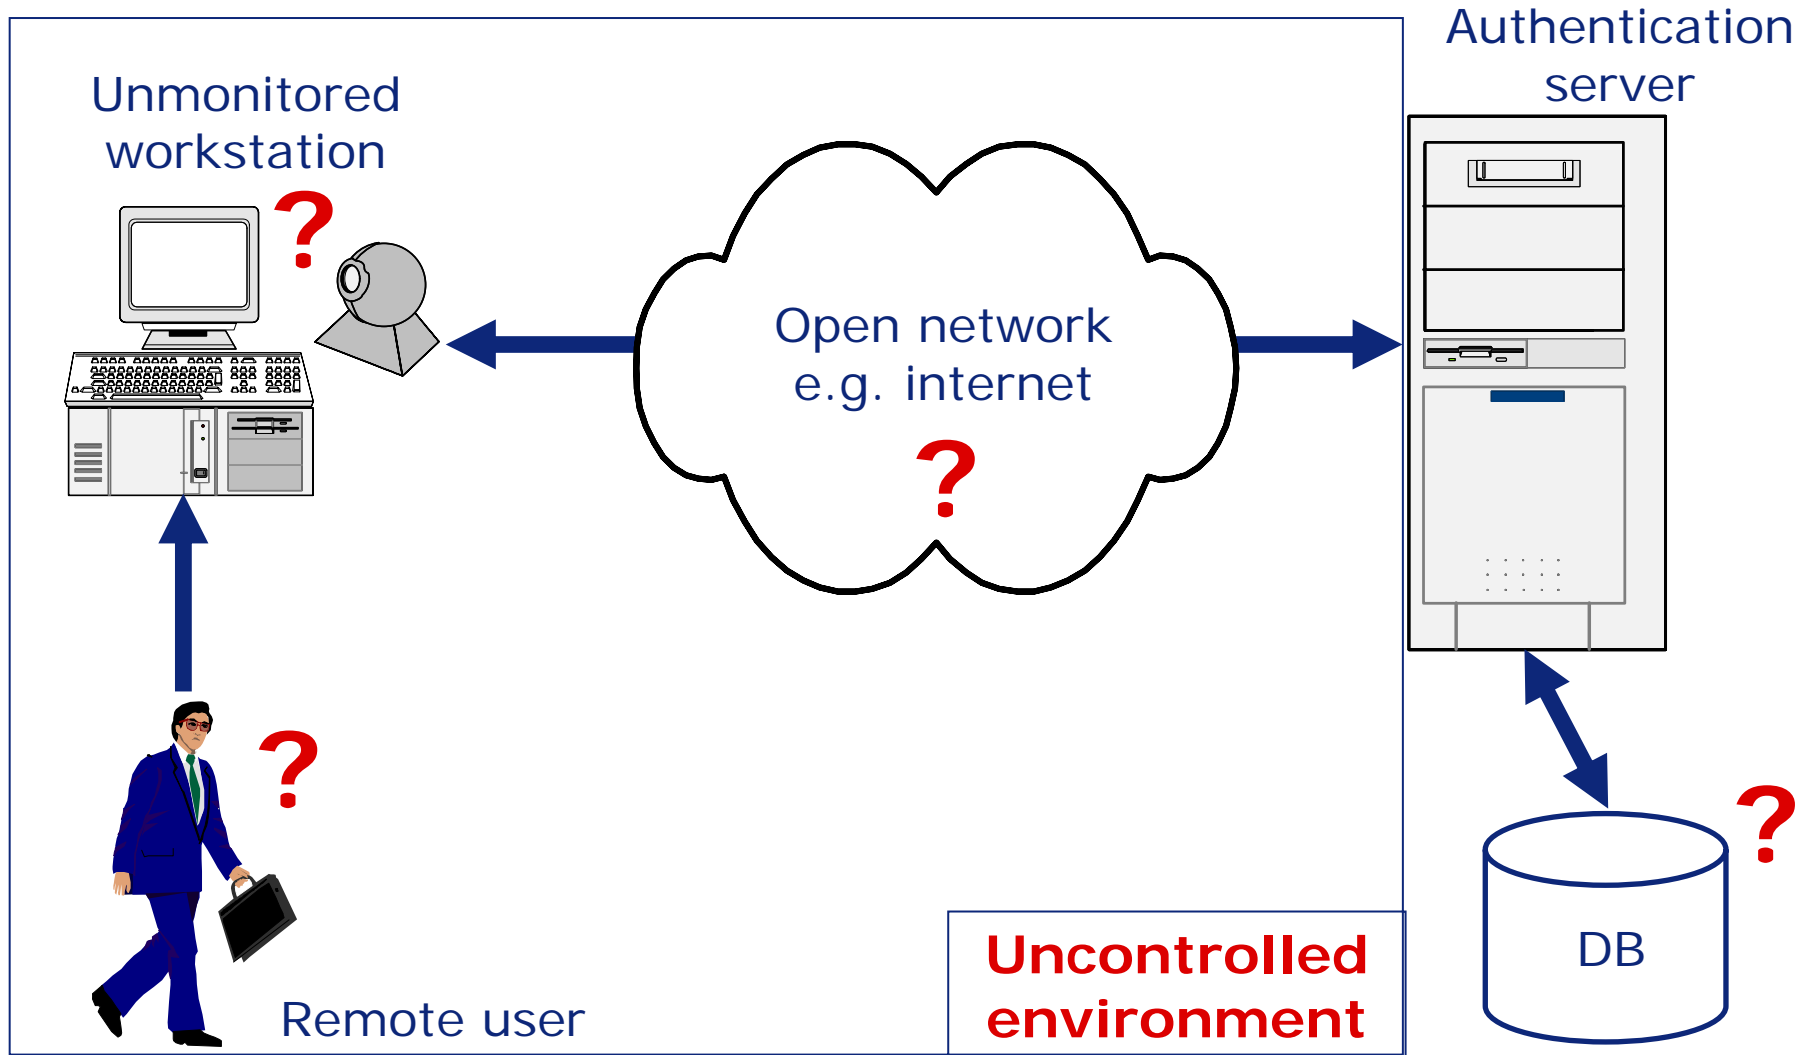 Authentication
server
Unmonitored
workstation
?
Open network
e.g. internet
?
?
Remote user
Uncontrolled
environment
?
DB